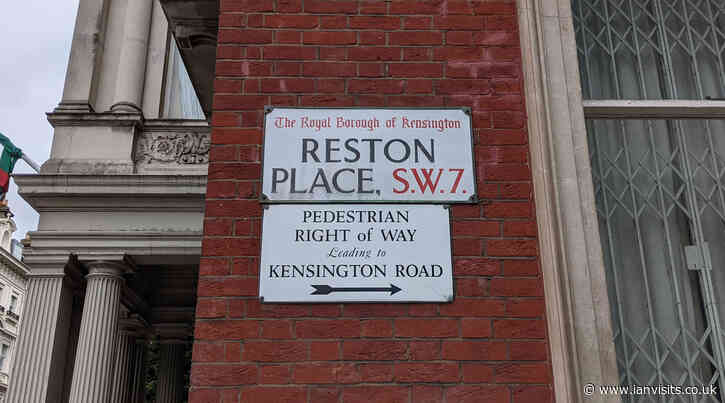 The Royal Borough of Kensington
RESTON
PLACE, S.W.7.
PEDESTRIAN
RIGHT of WAY
Leading to
KENSINGTON ROAD
© www.ianvisits.co.uk